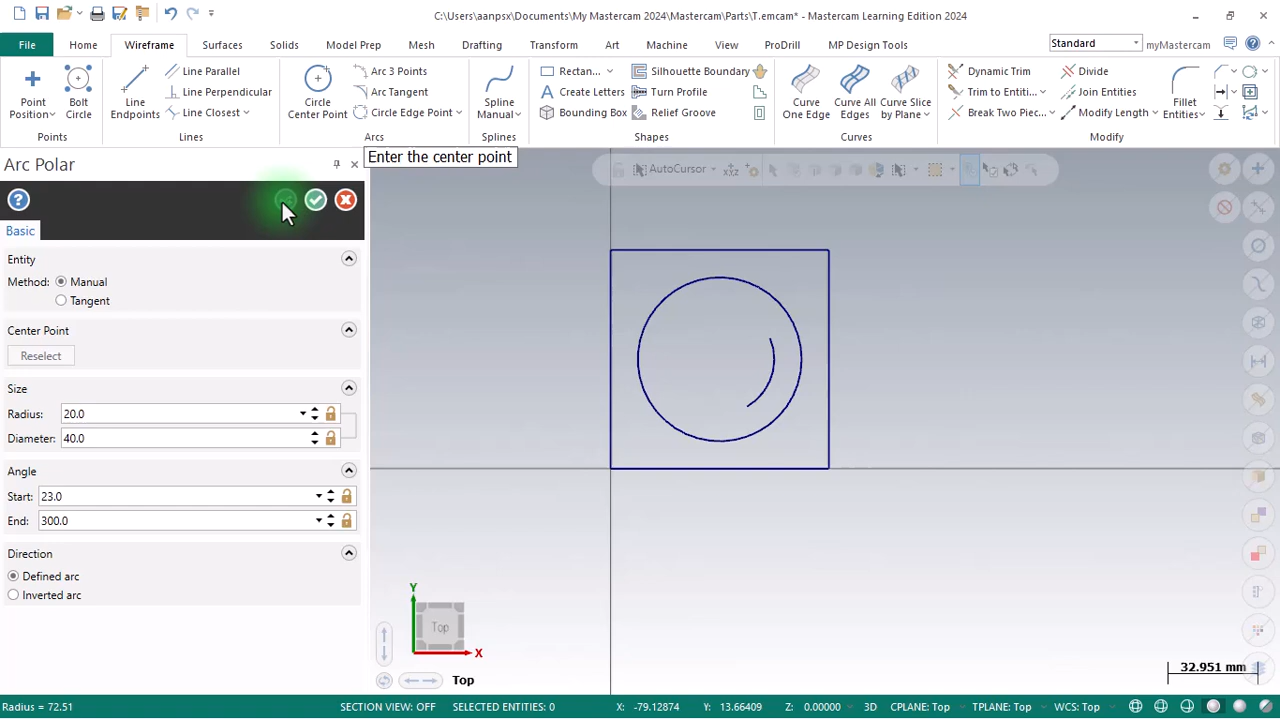 C:\Users\aanpsx\Documents\My Mastercam 2024\Mastercam\Parts\T.emcam* - Mastercam Learning Edition 2024
File Home Wireframe Surfaces Solids Model Prep Mesh Drafting Transform Art Machine View ProDrill MP Design Tools Standard myMastercam
Point Position
Bolt Circle
Points
Line Endpoints
Line Parallel
Line Perpendicular
Line Closest
Lines
Circle Center Point
Arc 3 Points
Arc Tangent
Circle Edge Point
Arcs
Spline Manual
Splines
Rectan...
Create Letters
Bounding Box
Silhouette Boundary
Turn Profile
Relief Groove
Shapes
Curve One Edge
Curve All Edges
Curve Slice by Plane
Curves
Dynamic Trim
Trim to Entiti...
Break Two Piec...
Divide
Join Entities
Modify Length
Fillet Entities
Modify
Arc Polar
Enter the center point
AutoCursor
Basic
Entity
Method: Manual
Tangent
Center Point
Reselect
Size
Radius: 20.0
Diameter: 40.0
Angle
Start: 23.0
End: 300.0
Direction
Defined arc
Inverted arc
Y
Top
X
Top
32.951 mm
Radius = 72.51 SECTION VIEW: OFF SELECTED ENTITIES: 0 X: -79.12874 Y: 13.66409 Z: 0.00000 3D CPLANE: Top TPLANE: Top WCS: Top